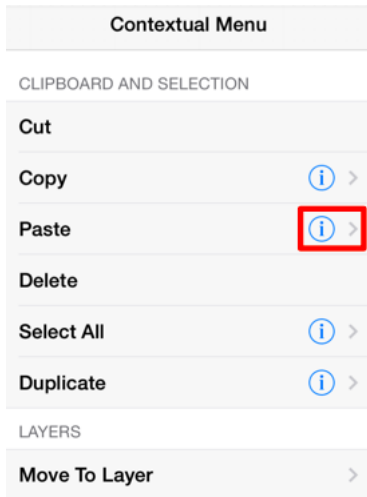 Contextual Menu
CLIPBOARD AND SELECTION
Cut
Copy
Paste
Delete
Select All
Duplicate
LAYERS
Move To Layer